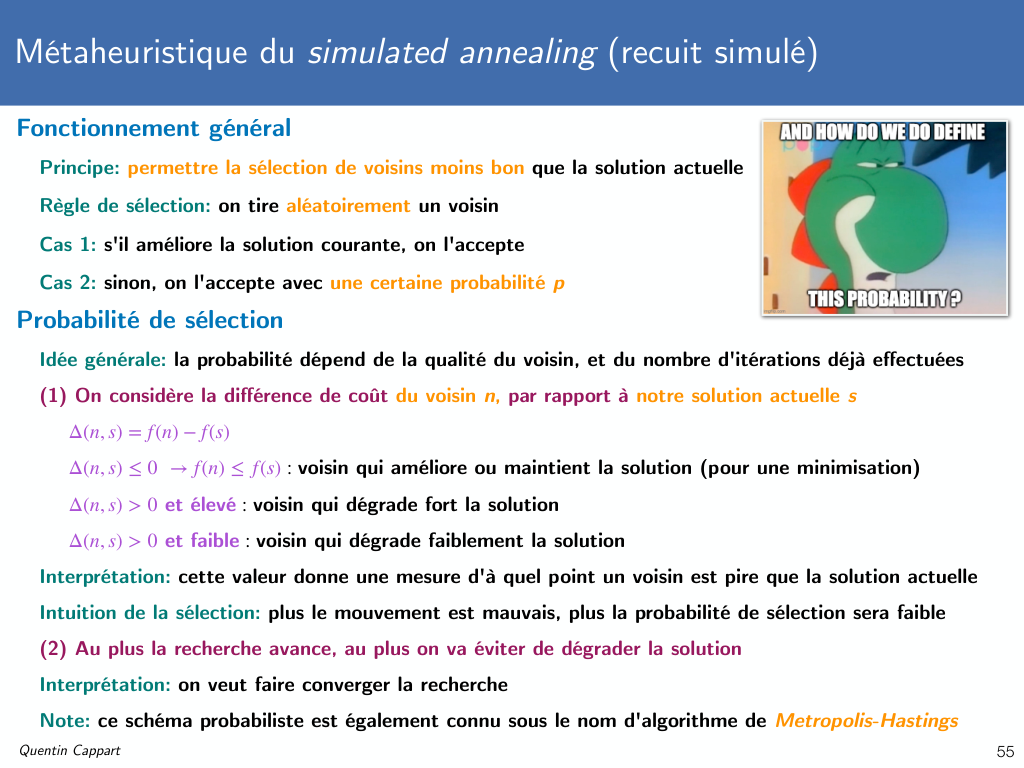 Métaheuristique du simulated annealing (recuit simulé)
Fonctionnement général
Principe: permettre la sélection de voisins moins bon que la solution actuelle
Règle de sélection: on tire aléatoirement un voisin
Cas 1: s'il améliore la solution courante, on l'accepte
Cas 2: sinon, on l'accepte avec une certaine probabilité p
AND HOW DO WE DO DEFINE
THIS PROBABILITY ?
Probabilité de sélection
Idée générale: la probabilité dépend de la qualité du voisin, et du nombre d'itérations déjà effectuées
(1) On considère la différence de coût du voisin n, par rapport à notre solution actuelle s
Δ(n, s) = f(n) − f(s)
Δ(n, s) ≤ 0 → f(n) ≤ f(s) : voisin qui améliore ou maintient la solution (pour une minimisation)
Δ(n, s) > 0 et élevé : voisin qui dégrade fort la solution
Δ(n, s) > 0 et faible : voisin qui dégrade faiblement la solution
Interprétation: cette valeur donne une mesure d'à quel point un voisin est pire que la solution actuelle
Intuition de la sélection: plus le mouvement est mauvais, plus la probabilité de sélection sera faible
(2) Au plus la recherche avance, au plus on va éviter de dégrader la solution
Interprétation: on veut faire converger la recherche
Note: ce schéma probabiliste est également connu sous le nom d'algorithme de Metropolis-Hastings
Quentin Cappart
55